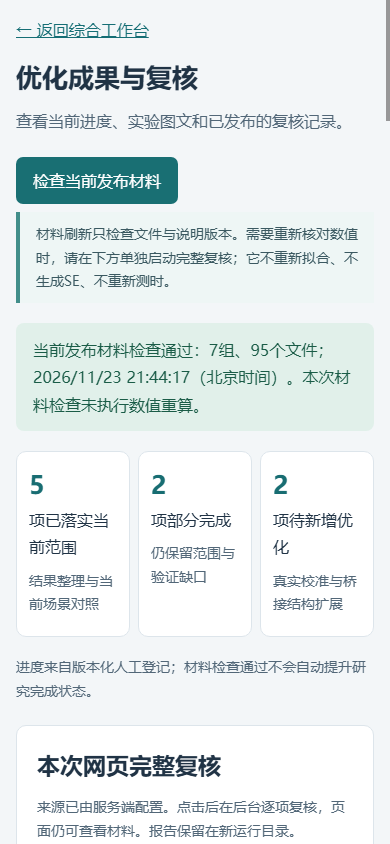 ← 返回综合工作台
优化成果与复核
查看当前进度、实验图文和已发布的复核记录。
检查当前发布材料
材料刷新只检查文件与说明版本。需要重新核对数值
时，请在下方单独启动完整复核；它不重新拟合、不
生成SE、不重新测时。
当前发布材料检查通过：7组、95个文件；
2026/11/23 21:44:17（北京时间）。本次材
料检查未执行数值重算。
5
项已落实当
前范围
结果整理与当
前场景对照
2
项部分完成
仍保留范围与
验证缺口
2
项待新增优
化
真实校准与桥
接结构扩展
进度来自版本化人工登记；材料检查通过不会自动提升研
究完成状态。
本次网页完整复核
来源已由服务端配置。点击后在后台逐项复核，页
面仍可查看材料。报告保留在新运行目录。